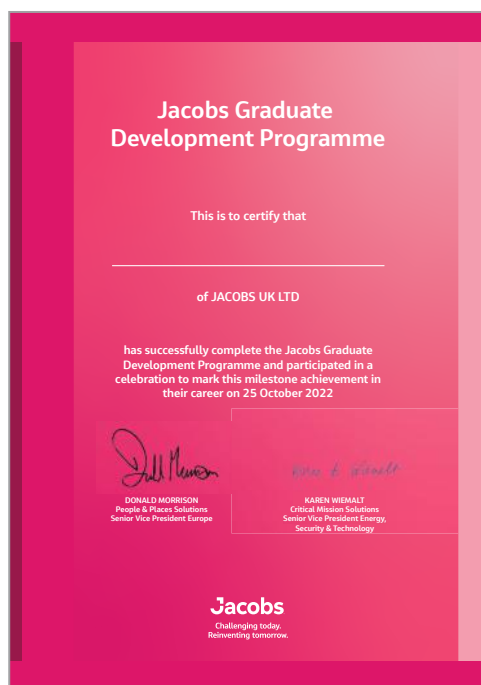 Jacobs Graduate
Development Programme
This is to certify that
of JACOBS UK LTD
has successfully complete the Jacobs Graduate
Development Programme and participated in a
celebration to mark this milestone achievement in
their career on 25 October 2022
DONALD MORRISON
People & Places Solutions
Senior Vice President Europe
KAREN WIEMALT
Critical Mission Solutions
Senior Vice President Energy,
Security & Technology
Jacobs
Challenging today.
Reinventing tomorrow.